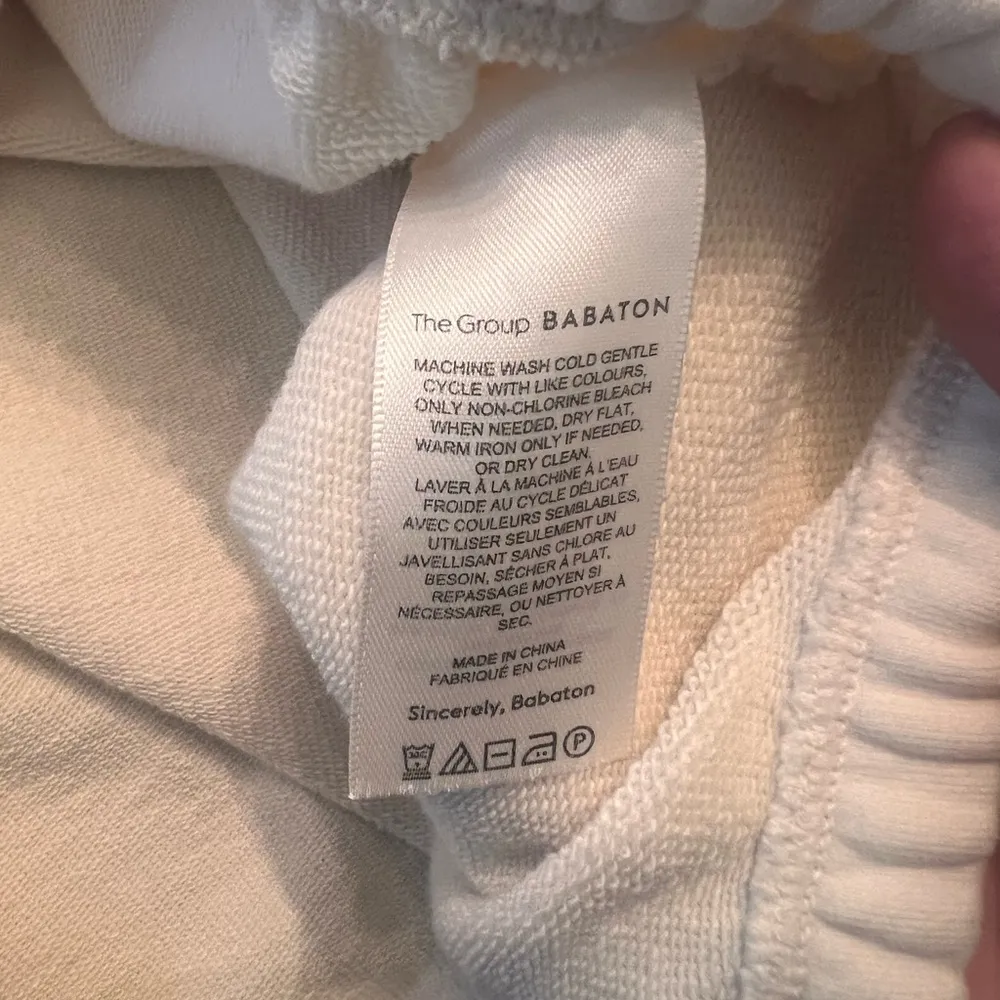 The Group BABATON
MACHINE WASH COLD GENTLE
CYCLE WITH LIKE COLOURS,
ONLY NON-CHLORINE BLEACH
WHEN NEEDED, DRY FLAT,
WARM IRON ONLY IF NEEDED,
OR DRY CLEAN.
LAVER À LA MACHINE À L'EAU
FROIDE AU CYCLE DÉLICAT
AVEC COULEURS SEMBLABLES,
UTILISER SEULEMENT UN
JAVELLISANT SANS CHLORE AU
BESOIN, SÉCHER À PLAT,
REPASSAGE MOYEN SI
NÉCESSAIRE, OU NETTOYER À
SEC.
MADE IN CHINA
FABRIQUÉ EN CHINE
Sincerely, Babaton
P